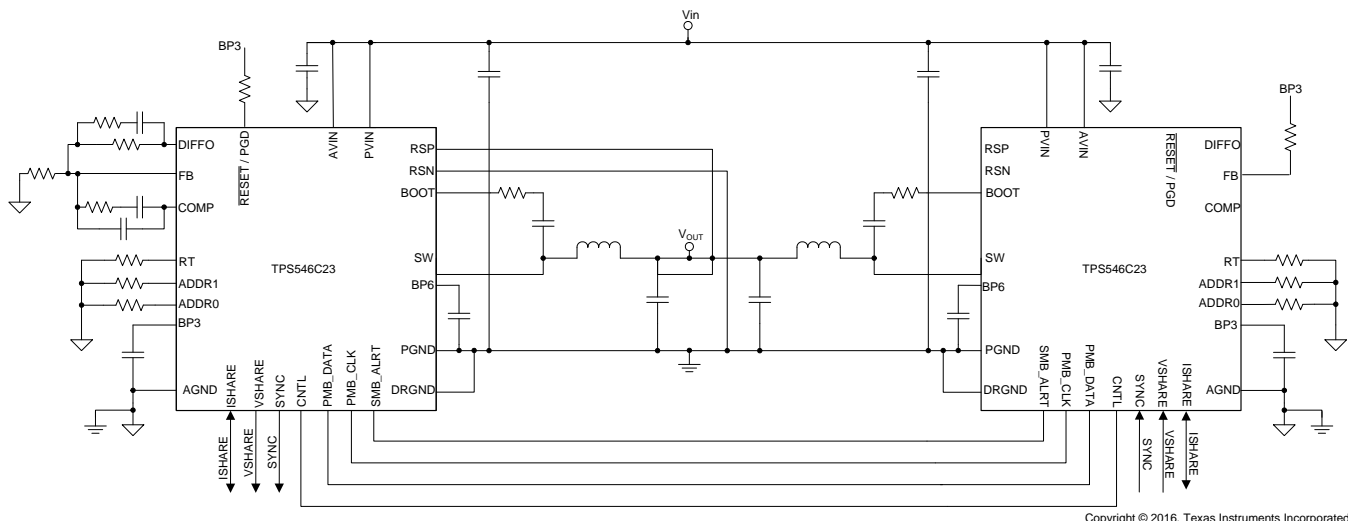 Vin
BP3
BP3
DIFFO
FB
COMP
RT
ADDR1
ADDR0
BP3
AGND
RESET / PGD
AVIN
PVIN
RSP
RSN
BOOT
SW
BP6
PGND
DRGND
TPS546C23
ISHARE
VSHARE
SYNC
CNTL
PMB_DATA
PMB_CLK
SMB_ALRT
ISHARE
VSHARE
SYNC
VOUT
PVIN
AVIN
RESET / PGD
RSP
RSN
BOOT
SW
BP6
PGND
DRGND
TPS546C23
DIFFO
FB
COMP
RT
ADDR1
ADDR0
BP3
AGND
SMB_ALRT
PMB_CLK
PMB_DATA
CNTL
SYNC
VSHARE
ISHARE
SYNC
VSHARE
ISHARE
Copyright © 2016, Texas Instruments Incorporated